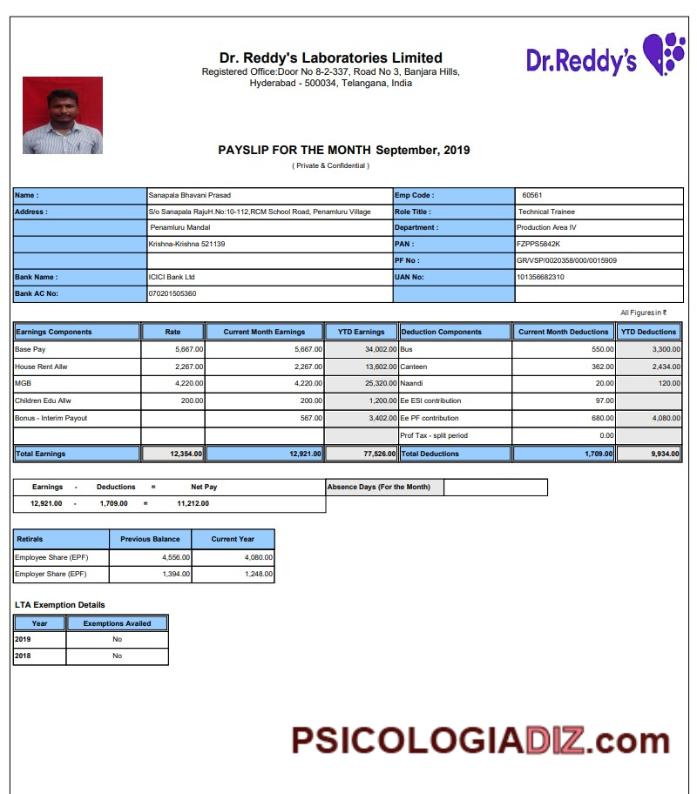 Dr. Reddy's Laboratories Limited
Registered Office:Door No 8-2-337, Road No 3, Banjara Hills,
Hyderabad - 500034, Telangana, India
Dr.Reddy's
PAYSLIP FOR THE MONTH September, 2019
( Private & Confidential )
Name : Sanapala Bhavani Prasad Emp Code : 60561
Address : S/o Sanapala RajuH.No:10-112,RCM School Road, Penamluru Village Role Title : Technical Trainee
Penamluru Mandal Department : Production Area IV
Krishna-Krishna 521139 PAN : FZPPS5842K
PF No : GR/VSP/0020358/000/0015909
Bank Name : ICICI Bank Ltd UAN No: 101356682310
Bank AC No: 070201505360
All Figures in ₹
Earnings Components Rate Current Month Earnings YTD Earnings Deduction Components Current Month Deductions YTD Deductions
Base Pay 5,667.00 5,667.00 34,002.00 Bus 550.00 3,300.00
House Rent Allw 2,267.00 2,267.00 13,602.00 Canteen 362.00 2,434.00
MGB 4,220.00 4,220.00 25,320.00 Naandi 20.00 120.00
Children Edu Allw 200.00 200.00 1,200.00 Ee ESI contribution 97.00
Bonus - Interim Payout 567.00 3,402.00 Ee PF contribution 680.00 4,080.00
Prof Tax - split period 0.00
Total Earnings 12,354.00 12,921.00 77,526.00 Total Deductions 1,709.00 9,934.00
Earnings - Deductions = Net Pay Absence Days (For the Month)
12,921.00 - 1,709.00 = 11,212.00
Retirals Previous Balance Current Year
Employee Share (EPF) 4,556.00 4,080.00
Employer Share (EPF) 1,394.00 1,248.00
LTA Exemption Details
Year Exemptions Availed
2019 No
2018 No
PSICOLOGIADIZ.com